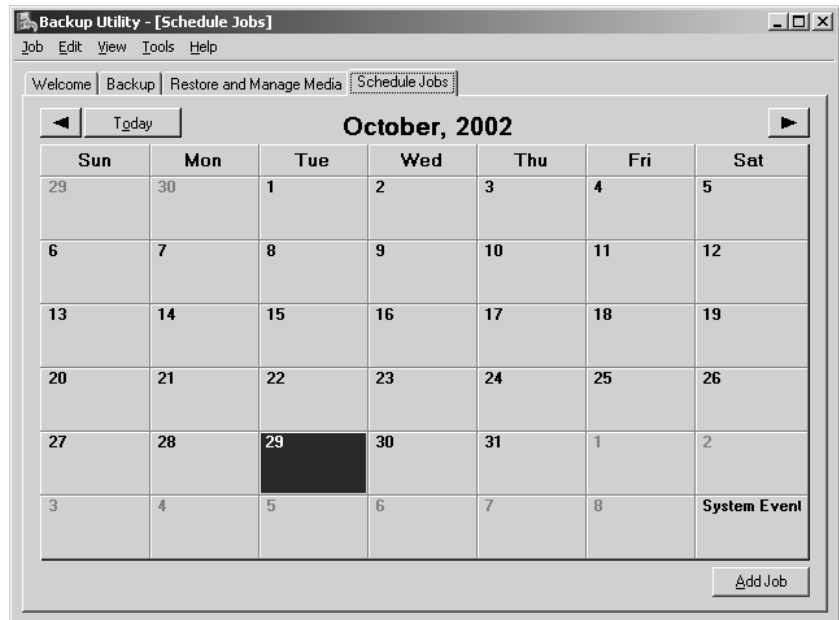 Backup Utility - [Schedule Jobs]
Job Edit View Tools Help
Welcome Backup Restore and Manage Media Schedule Jobs
Today October, 2002
Sun Mon Tue Wed Thu Fri Sat
29 30 1 2 3 4 5
6 7 8 9 10 11 12
13 14 15 16 17 18 19
20 21 22 23 24 25 26
27 28 29 30 31 1 2
3 4 5 6 7 8 System Event
Add Job